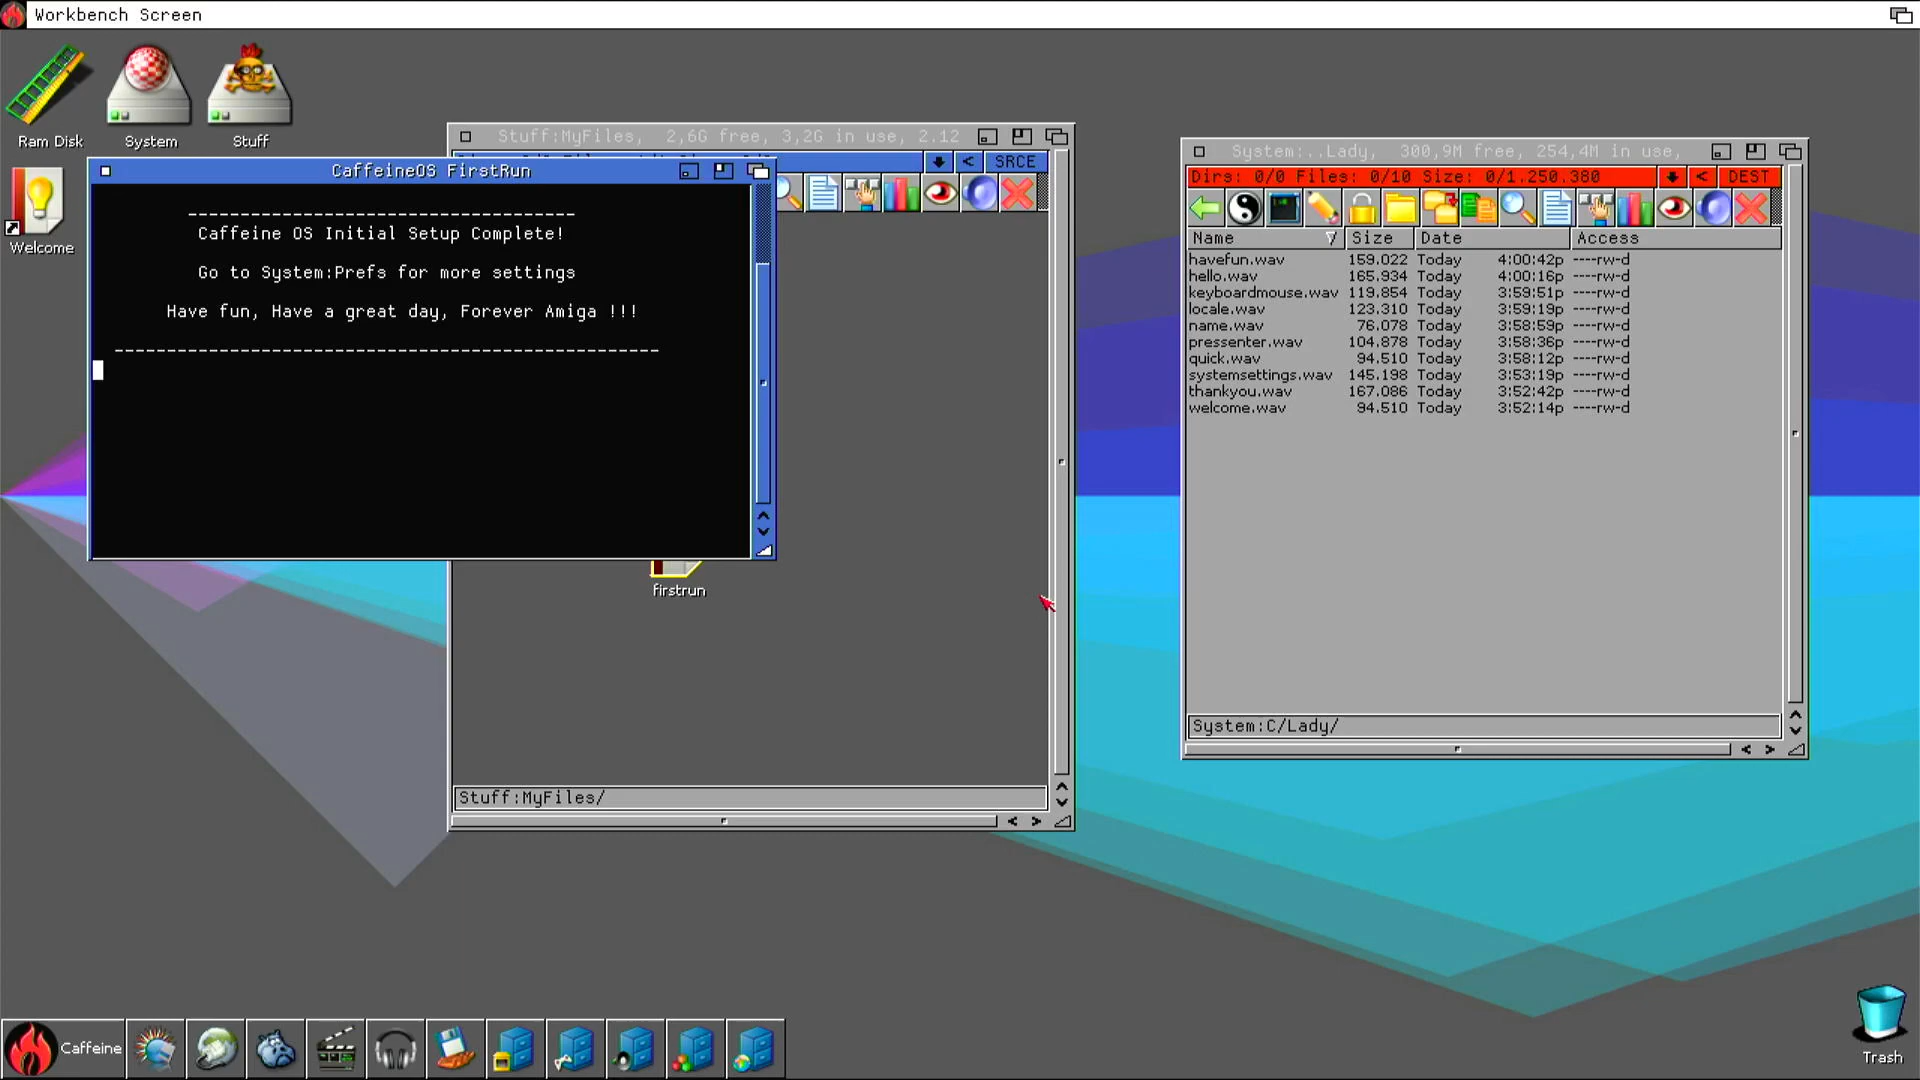 Workbench Screen
Ram Disk
System
Stuff
Welcome
Stuff:MyFiles, 2,6G free, 3,2G in use, 2.12
SRCE
CaffeineOS FirstRun
Caffeine OS Initial Setup Complete!
Go to System:Prefs for more settings
Have fun, Have a great day, Forever Amiga !!!
firstrun
Stuff:MyFiles/
System:..Lady, 300,9M free, 254,4M in use,
Dirs: 0/0 Files: 0/10 Size: 0/1.250.380
DEST
Name Size Date Access
havefun.wav 159.022 Today 4:00:42p ----rw-d
hello.wav 165.934 Today 4:00:16p ----rw-d
keyboardmouse.wav 119.854 Today 3:59:51p ----rw-d
locale.wav 123.310 Today 3:59:19p ----rw-d
name.wav 76.078 Today 3:58:59p ----rw-d
pressenter.wav 104.878 Today 3:58:36p ----rw-d
quick.wav 94.510 Today 3:58:12p ----rw-d
systemsettings.wav 145.198 Today 3:53:19p ----rw-d
thankyou.wav 167.086 Today 3:52:42p ----rw-d
welcome.wav 94.510 Today 3:52:14p ----rw-d
System:C/Lady/
Caffeine
Trash